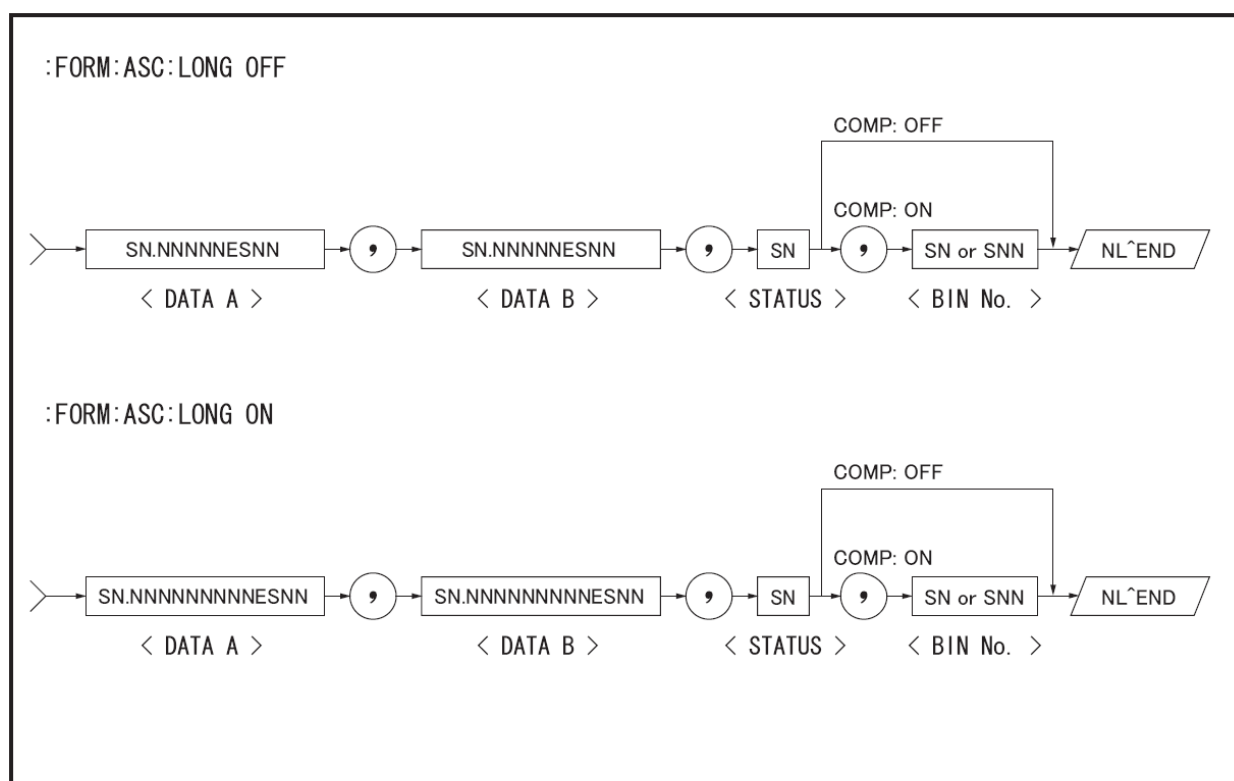 :FORM:ASC:LONG OFF
COMP: OFF
COMP: ON
SN.NNNNNESNN , SN.NNNNNESNN , SN , SN or SNN NL^END
< DATA A > < DATA B > < STATUS > < BIN No. >
:FORM:ASC:LONG ON
COMP: OFF
COMP: ON
SN.NNNNNNNNNESNN , SN.NNNNNNNNNESNN , SN , SN or SNN NL^END
< DATA A > < DATA B > < STATUS > < BIN No. >